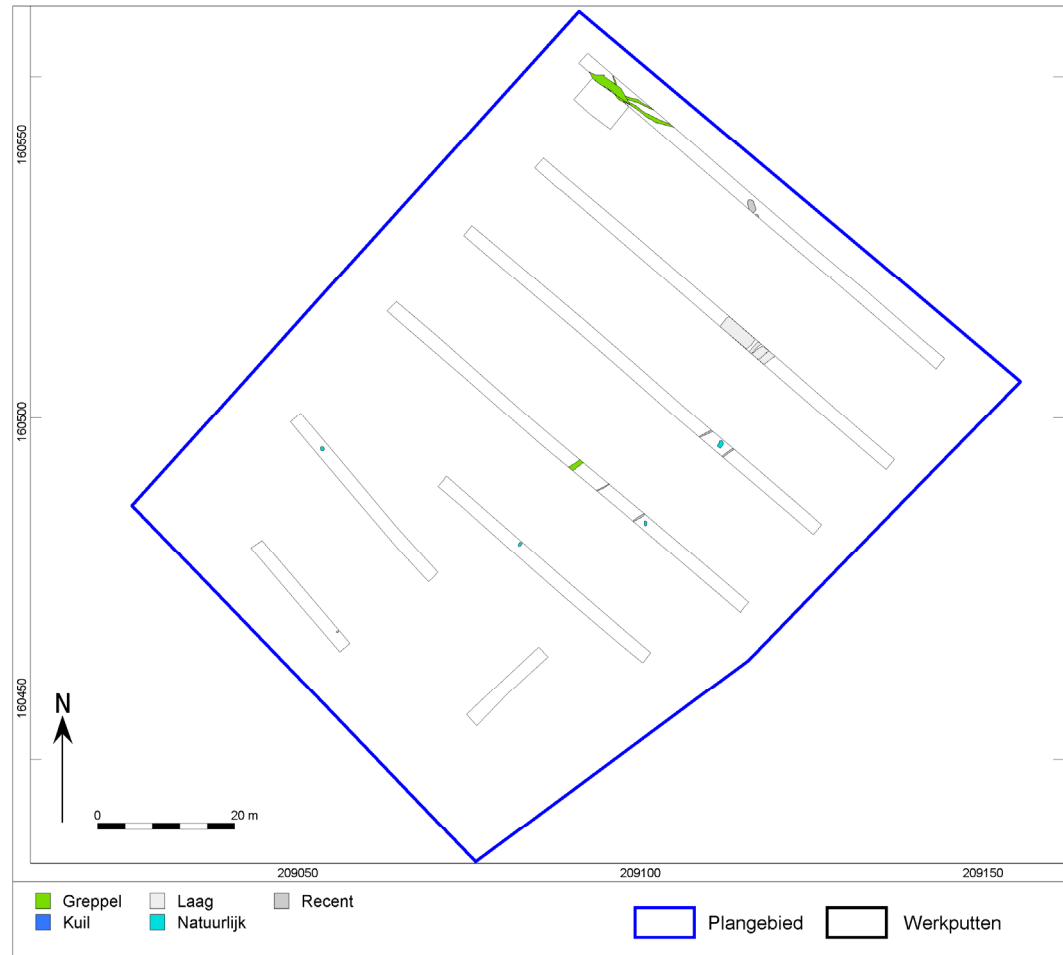 160550
160500
160450
N
0 20 m
209050 209100 209150
Greppel Laag Recent
Kuil Natuurlijk
Plangebied Werkputten